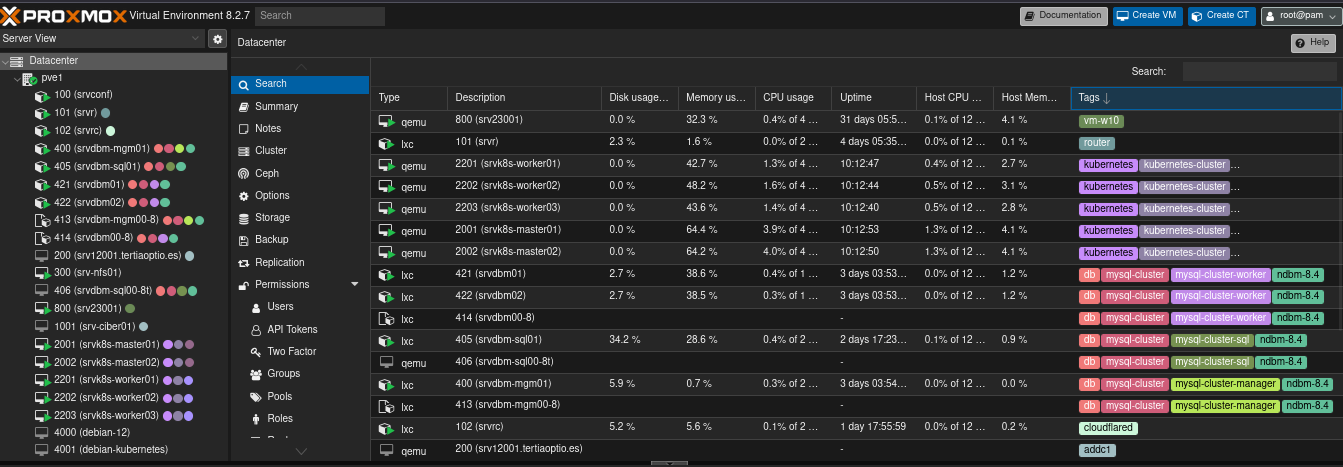 PROXMOX Virtual Environment 8.2.7 Search Documentation Create VM Create CT root@pam
Server View
Datacenter
pve1
100 (srvconf)
101 (srvr)
102 (srvrc)
400 (srvdbm-mgm01)
405 (srvdbm-sql01)
421 (srvdbm01)
422 (srvdbm02)
413 (srvdbm-mgm00-8)
414 (srvdbm00-8)
200 (srv12001.tertiaoptio.es)
300 (srv-nfs01)
406 (srvdbm-sql00-8t)
800 (srv23001)
1001 (srv-ciber01)
2001 (srvk8s-master01)
2002 (srvk8s-master02)
2201 (srvk8s-worker01)
2202 (srvk8s-worker02)
2203 (srvk8s-worker03)
4000 (debian-12)
4001 (debian-kubernetes)
Datacenter Help
Search
Summary
Notes
Cluster
Ceph
Options
Storage
Backup
Replication
Permissions
Users
API Tokens
Two Factor
Groups
Pools
Roles
Search:
Type Description Disk usage... Memory us... CPU usage Uptime Host CPU ... Host Mem... Tags ↓
qemu 800 (srv23001) 0.0 % 32.3 % 0.4% of 4 ... 31 days 05:5... 0.1% of 12 ... 4.1 % vm-w10
lxc 101 (srvr) 2.3 % 1.6 % 0.0% of 2 ... 4 days 05:35... 0.0% of 12 ... 0.1 % router
qemu 2201 (srvk8s-worker01) 0.0 % 42.7 % 1.3% of 4 ... 10:12:47 0.4% of 12 ... 2.7 % kubernetes kubernetes-cluster ...
qemu 2202 (srvk8s-worker02) 0.0 % 48.2 % 1.6% of 4 ... 10:12:44 0.5% of 12 ... 3.1 % kubernetes kubernetes-cluster ...
qemu 2203 (srvk8s-worker03) 0.0 % 43.6 % 1.4% of 4 ... 10:12:40 0.5% of 12 ... 2.8 % kubernetes kubernetes-cluster ...
qemu 2001 (srvk8s-master01) 0.0 % 64.4 % 3.9% of 4 ... 10:12:53 1.3% of 12 ... 4.1 % kubernetes kubernetes-cluster ...
qemu 2002 (srvk8s-master02) 0.0 % 64.2 % 4.0% of 4 ... 10:12:50 1.3% of 12 ... 4.1 % kubernetes kubernetes-cluster ...
lxc 421 (srvdbm01) 2.7 % 38.6 % 0.4% of 1 ... 3 days 03:53... 0.0% of 12 ... 1.2 % db mysql-cluster mysql-cluster-worker ndbm-8.4
lxc 422 (srvdbm02) 2.7 % 38.5 % 0.3% of 1 ... 3 days 03:53... 0.0% of 12 ... 1.2 % db mysql-cluster mysql-cluster-worker ndbm-8.4
lxc 414 (srvdbm00-8) - db mysql-cluster mysql-cluster-worker ndbm-8.4
lxc 405 (srvdbm-sql01) 34.2 % 28.6 % 0.4% of 2 ... 2 days 17:23... 0.1% of 12 ... 0.9 % db mysql-cluster mysql-cluster-sql ndbm-8.4
qemu 406 (srvdbm-sql00-8t) - db mysql-cluster mysql-cluster-sql ndbm-8.4
lxc 400 (srvdbm-mgm01) 5.9 % 0.7 % 0.3% of 2 ... 3 days 03:54... 0.0% of 12 ... 0.0 % db mysql-cluster mysql-cluster-manager ndbm-8.4
lxc 413 (srvdbm-mgm00-8) - db mysql-cluster mysql-cluster-manager ndbm-8.4
lxc 102 (srvrc) 5.2 % 5.6 % 0.1% of 2 ... 1 day 17:55:59 0.0% of 12 ... 0.2 % cloudflared
qemu 200 (srv12001.tertiaoptio.es) - addc1